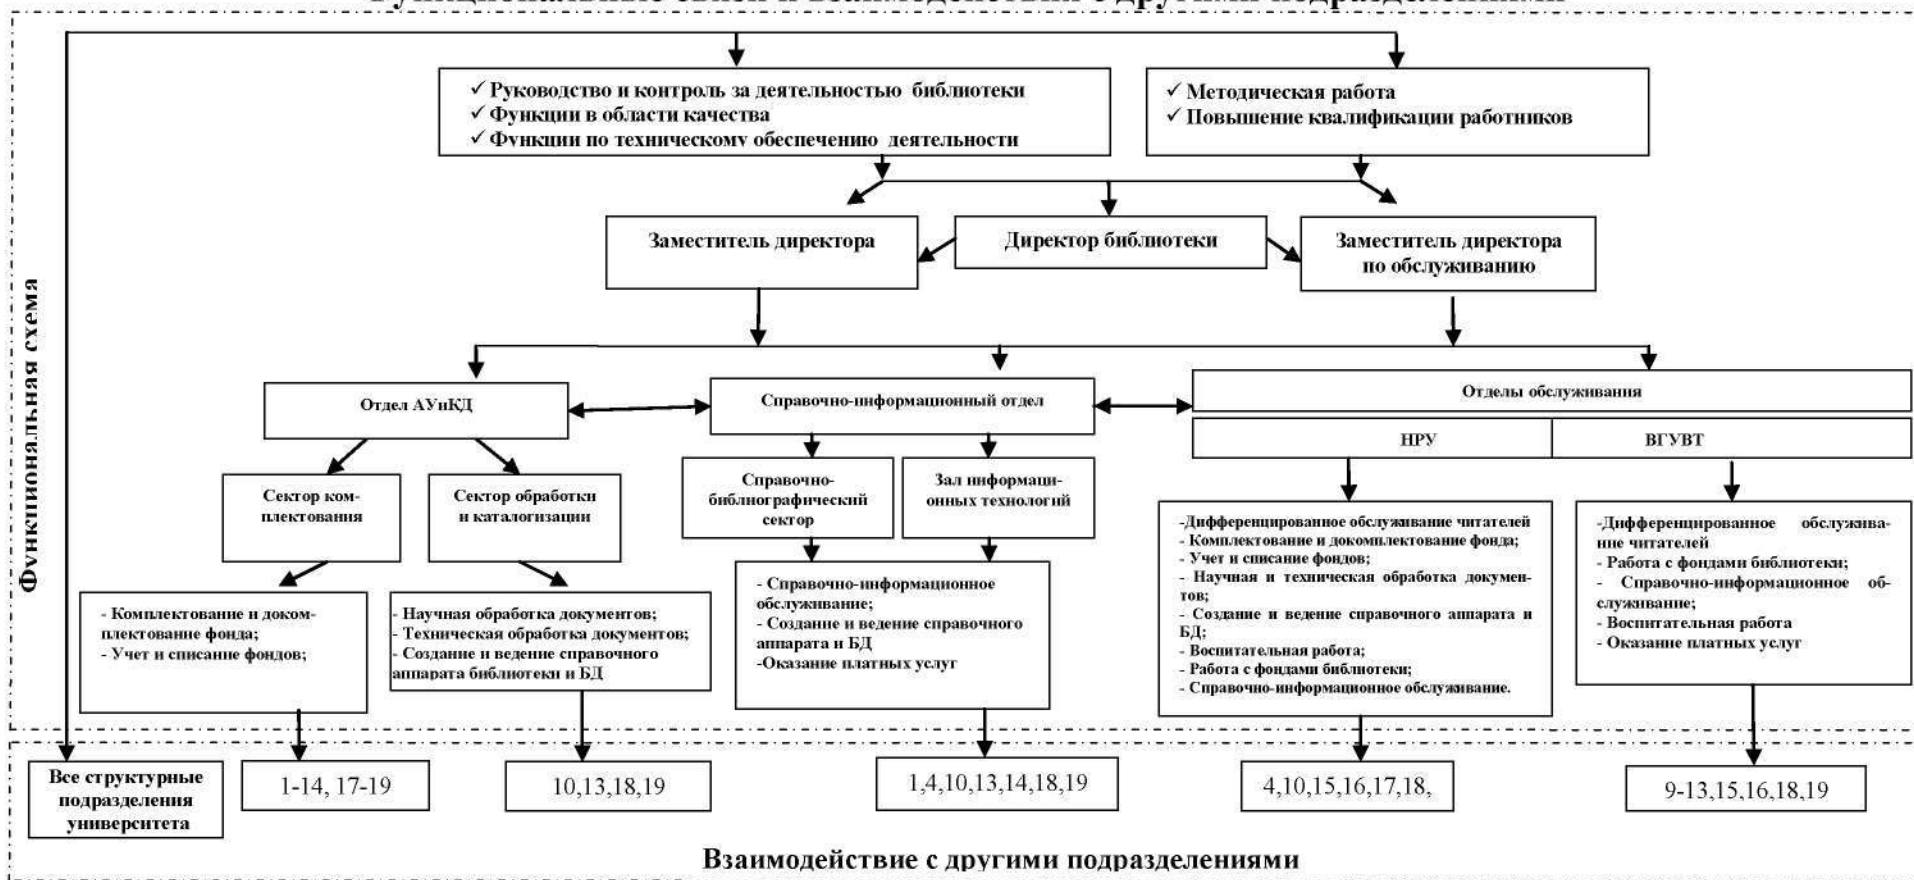 Функциональные связи и взаимодействия с другими подразделениями
Функциональная схема
✓ Руководство и контроль за деятельностью библиотеки
✓ Функции в области качества
✓ Функции по техническому обеспечению деятельности
✓ Методическая работа
✓ Повышение квалификации работников
Заместитель директора
Директор библиотеки
Заместитель директора
по обслуживанию
Отдел АУиКД
Справочно-информационный отдел
Отделы обслуживания
НРУ
ВГУВТ
Сектор ком-
плектования
Сектор обработки
и каталогизации
Справочно-
библиографический
сектор
Зал информаци-
онных технологий
- Комплектование и доком-
плектование фонда;
- Учет и списание фондов;
- Научная обработка документов;
- Техническая обработка документов;
- Создание и ведение справочного
аппарата библиотеки и БД
- Справочно-информационное
обслуживание;
- Создание и ведение справочного
аппарата и БД
-Оказание платных услуг
-Дифференцированное обслуживание читателей
- Комплектование и докомплектование фонда;
- Учет и списание фондов;
- Научная и техническая обработка докумен-
тов;
- Создание и ведение справочного аппарата и
БД;
- Воспитательная работа;
- Работа с фондами библиотеки;
- Справочно-информационное обслуживание.
-Дифференцированное обслужива-
ние читателей
- Работа с фондами библиотеки;
- Справочно-информационное об-
служивание;
- Воспитательная работа
- Оказание платных услуг
Все структурные
подразделения
университета
1-14, 17-19
10,13,18,19
1,4,10,13,14,18,19
4,10,15,16,17,18,
9-13,15,16,18,19
Взаимодействие с другими подразделениями